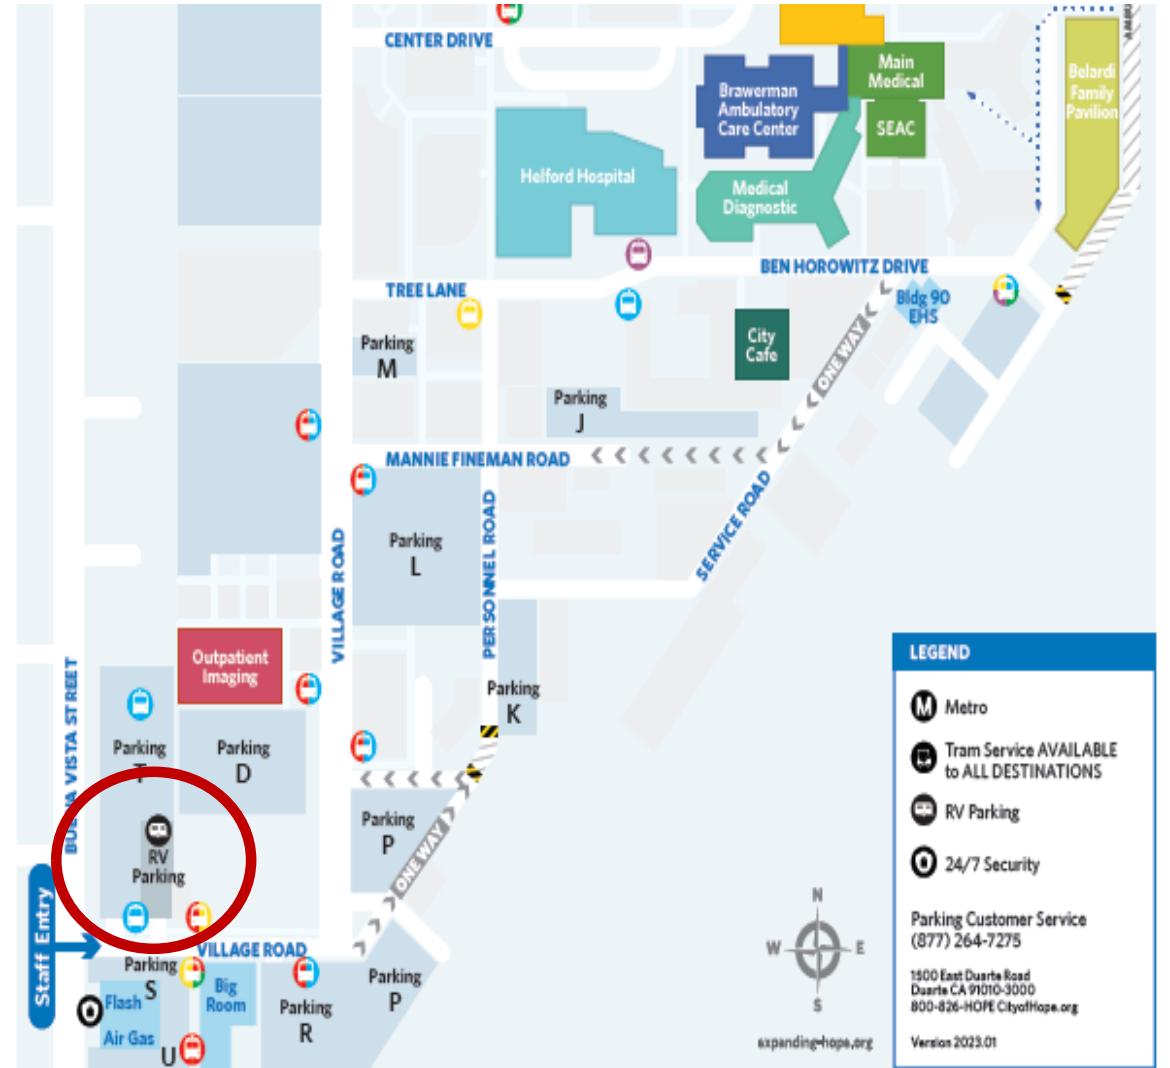 CENTER DRIVE
Main
Medical
Belardi
Family
Pavilion
Brawerman
Ambulatory
Care Center
SEAC
Helford Hospital
Medical
Diagnostic
BEN HOROWITZ DRIVE
TREE LANE
Bldg 90
EHS
City
Cafe
ONE WAY
Parking
M
Parking
J
MANNIE FINEMAN ROAD
SERVICE ROAD
PERSONNEL ROAD
VILLAGE ROAD
Parking
L
Outpatient
Imaging
BUENA VISTA STREET
Parking
K
Parking
T
Parking
D
RV
Parking
Parking
P
ONE WAY
Staff Entry
VILLAGE ROAD
Parking
S
Flash
Air Gas
U
Big
Room
Parking
R
Parking
P
N
W
E
S
expanding-hope.org
LEGEND
M Metro
Tram Service AVAILABLE
to ALL DESTINATIONS
RV Parking
24/7 Security
Parking Customer Service
(877) 264-7275
1500 East Duarte Road
Duarte CA 91010-3000
800-826-HOPE CityofHope.org
Version 2023.01